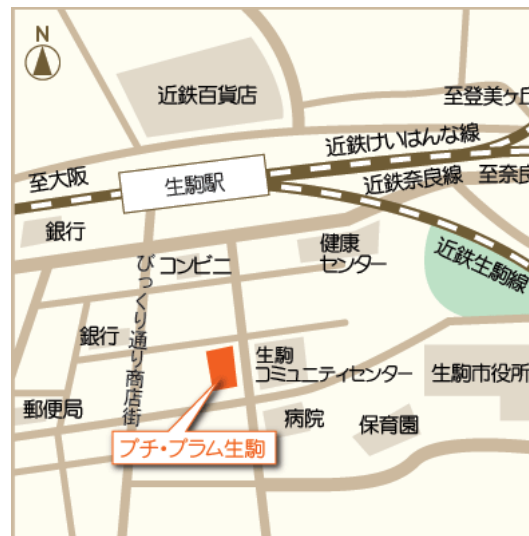 N
近鉄百貨店
至登美ヶ丘
近鉄けいはんな線
至大阪
生駒駅
近鉄奈良線
至奈良
銀行
健康
センター
コンビニ
近鉄生駒線
びっくり通り商店街
銀行
生駒
コミュニティセンター
生駒市役所
郵便局
病院
保育園
プチ・プラム生駒